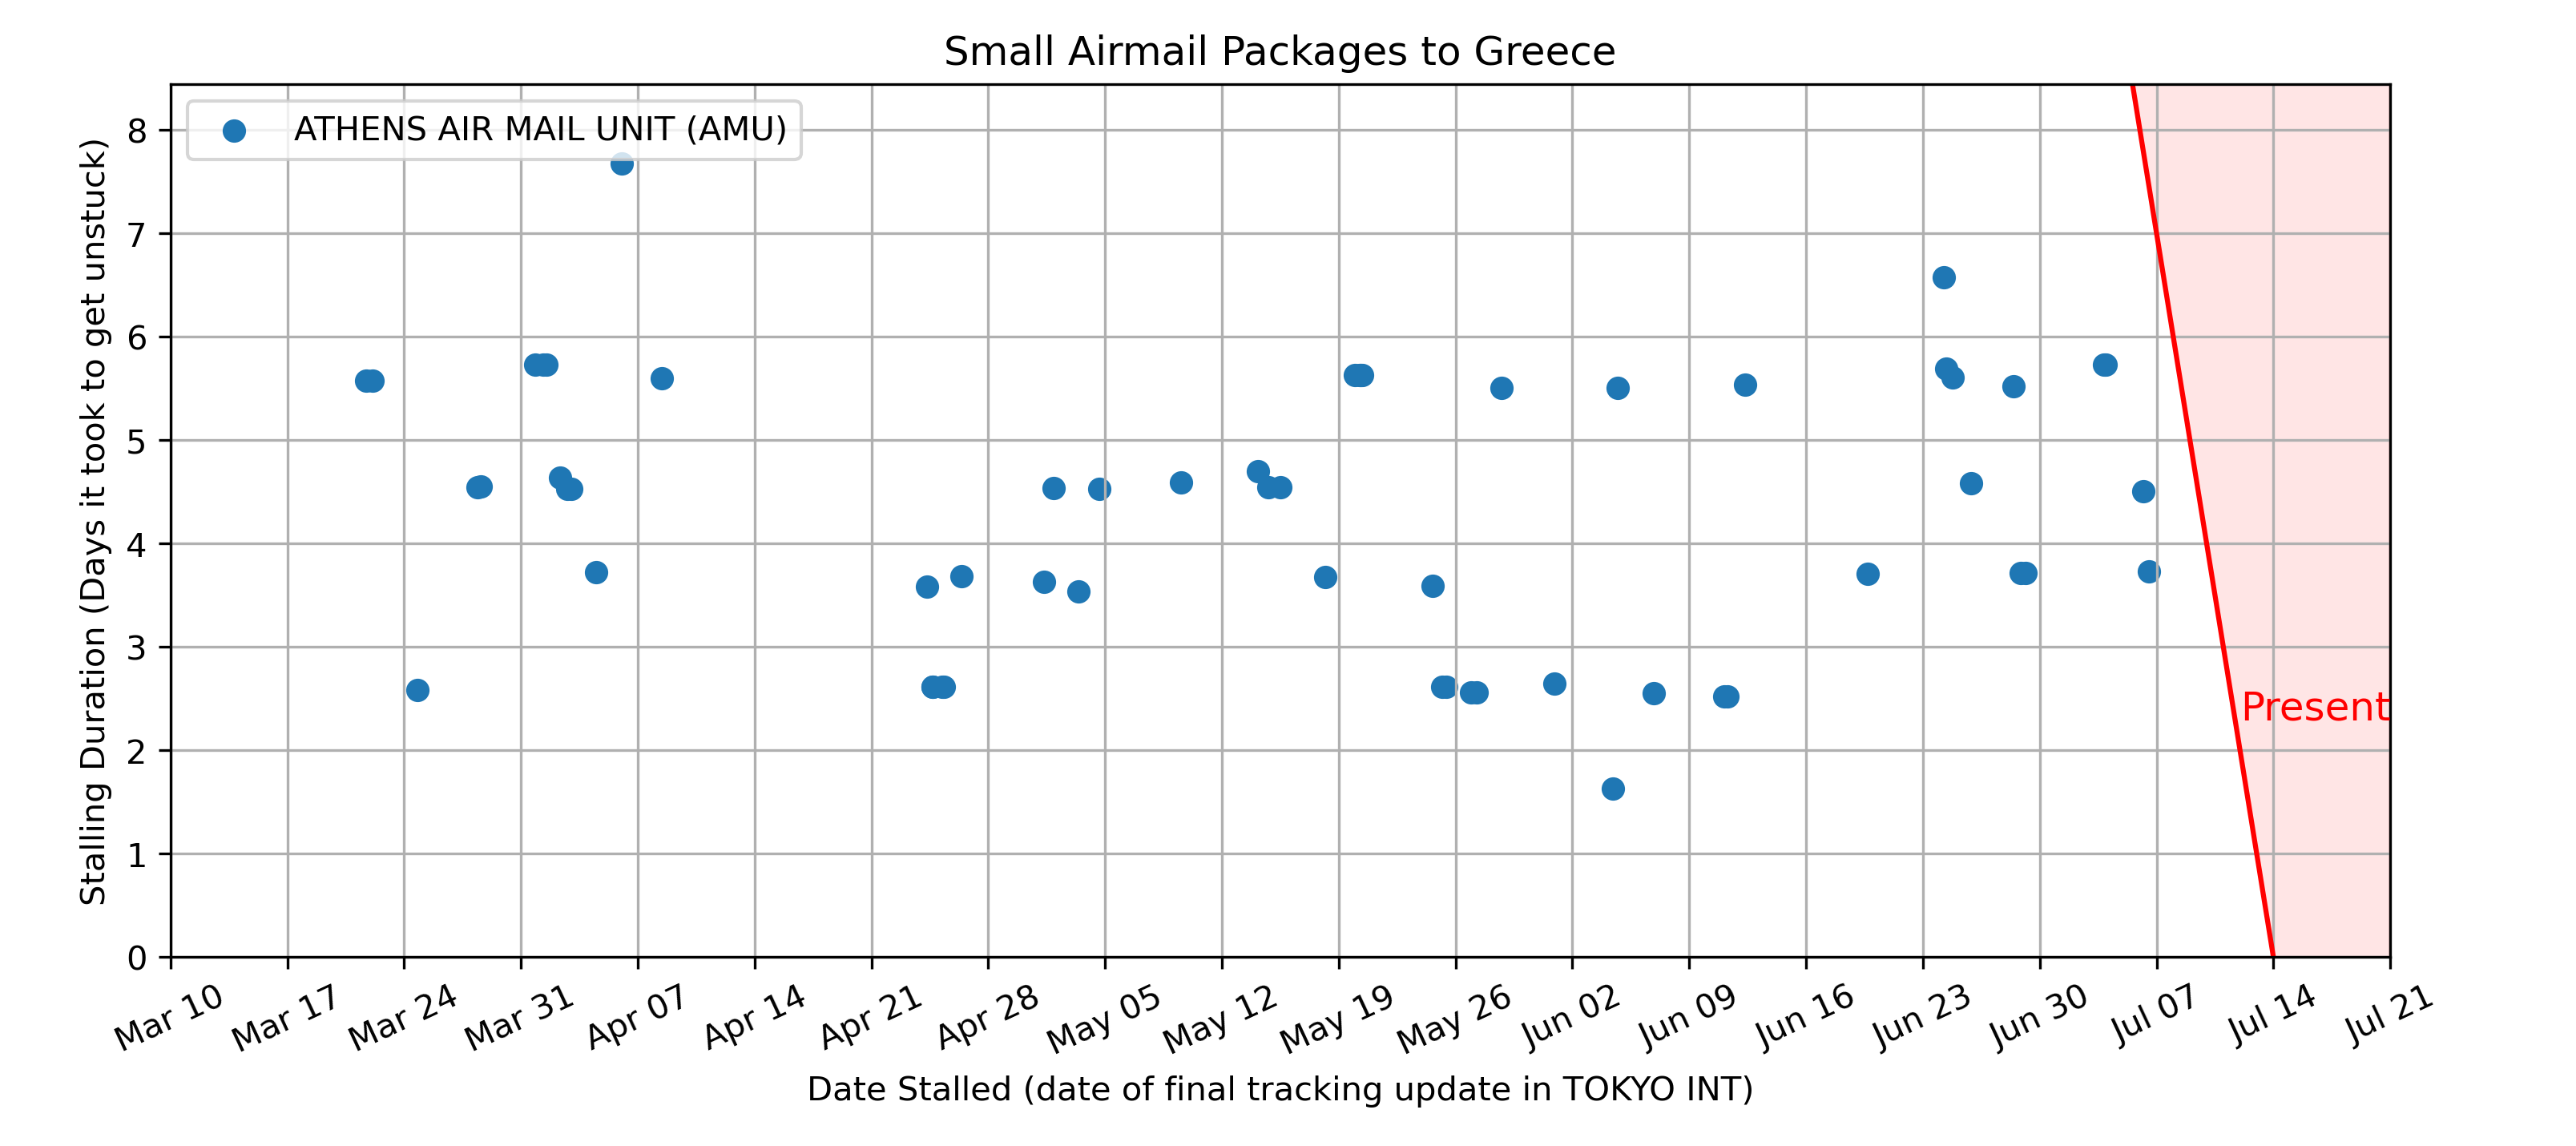 Small Airmail Packages to Greece
ATHENS AIR MAIL UNIT (AMU)
Stalling Duration (Days it took to get unstuck)
8
7
6
5
4
3
2
1
0
Present
Mar 10 Mar 17 Mar 24 Mar 31 Apr 07 Apr 14 Apr 21 Apr 28 May 05 May 12 May 19 May 26 Jun 02 Jun 09 Jun 16 Jun 23 Jun 30 Jul 07 Jul 14 Jul 21
Date Stalled (date of final tracking update in TOKYO INT)